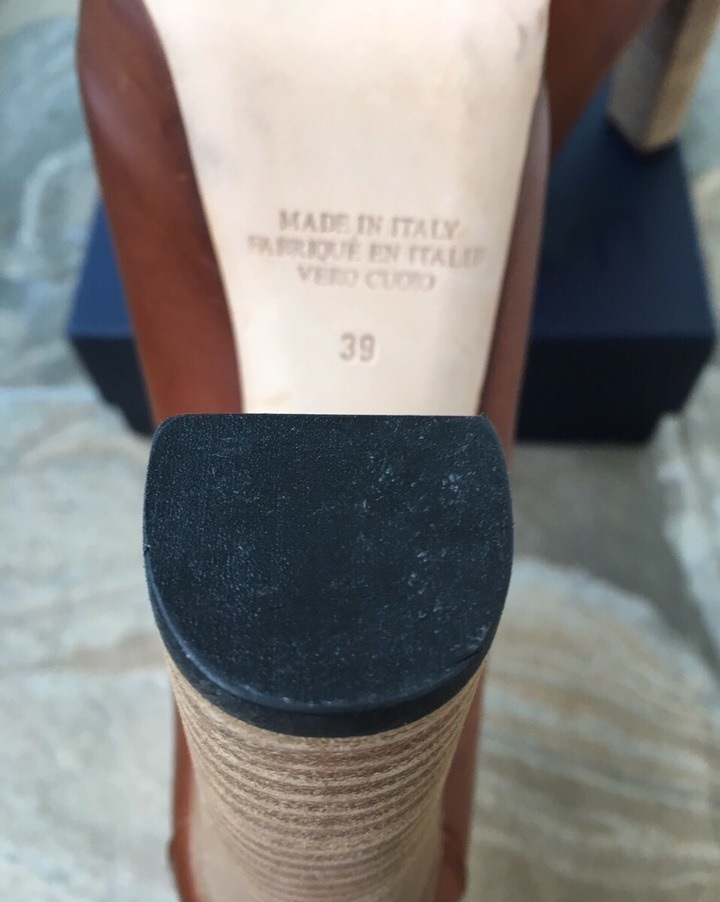 MADE IN ITALY
FABRIQUÉ EN ITALIE
VERO CUOIO
39